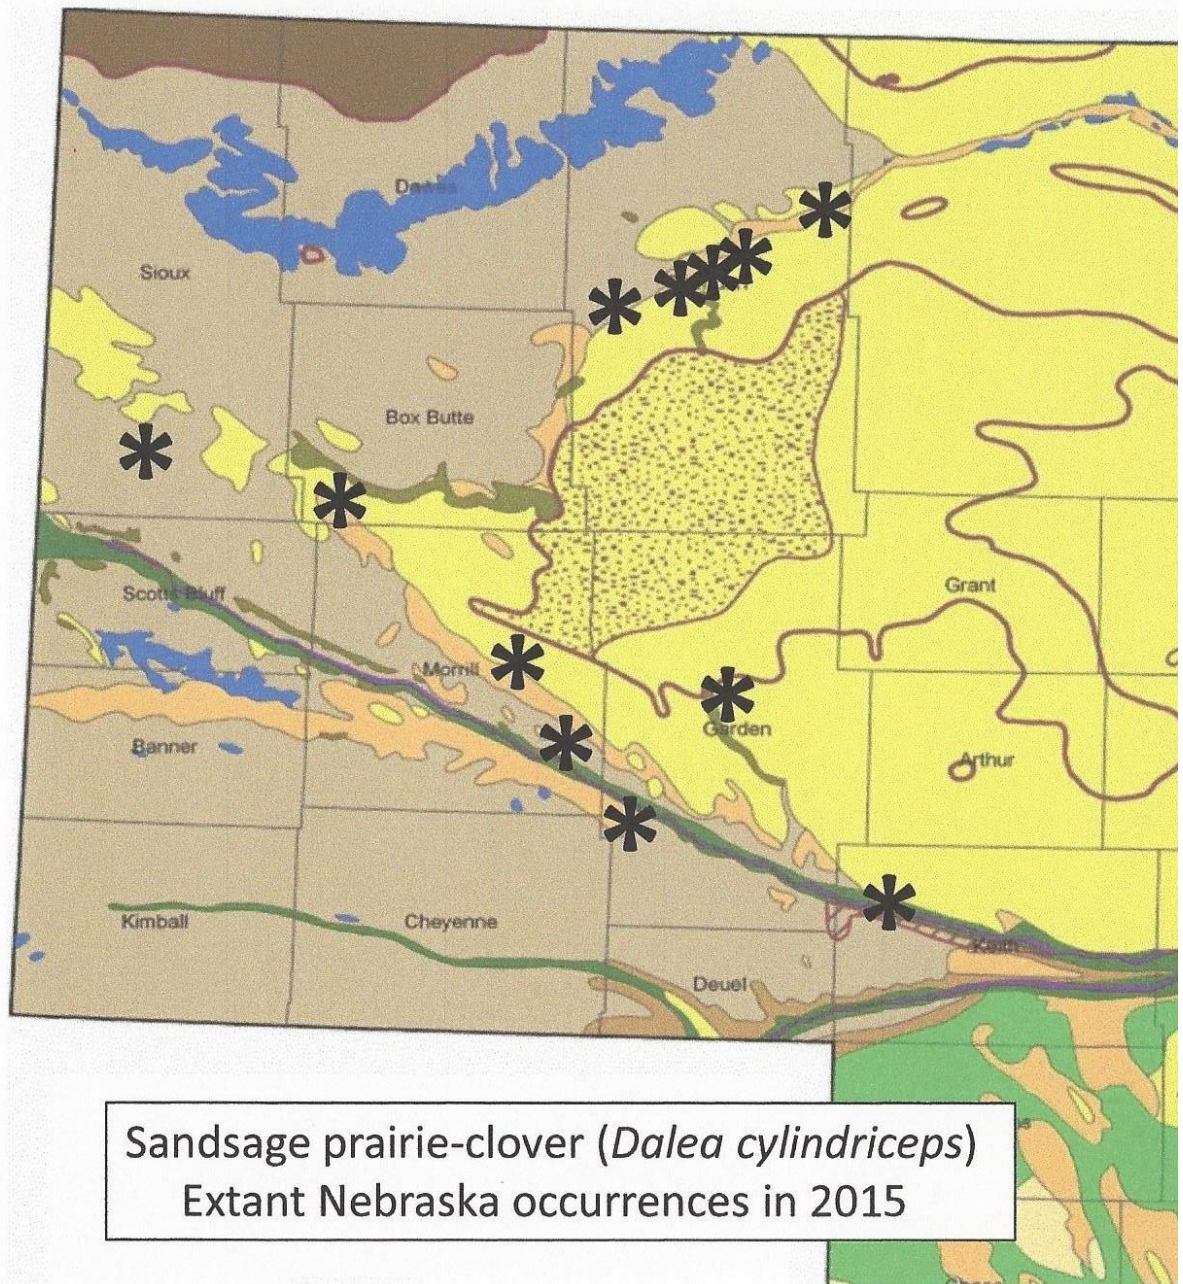 Dawes
Sioux
Box Butte
Grant
Scotts Bluff
Morrill
Garden
Banner
Arthur
Kimball
Cheyenne
Keith
Deuel
Sandsage prairie-clover (Dalea cylindriceps)
Extant Nebraska occurrences in 2015